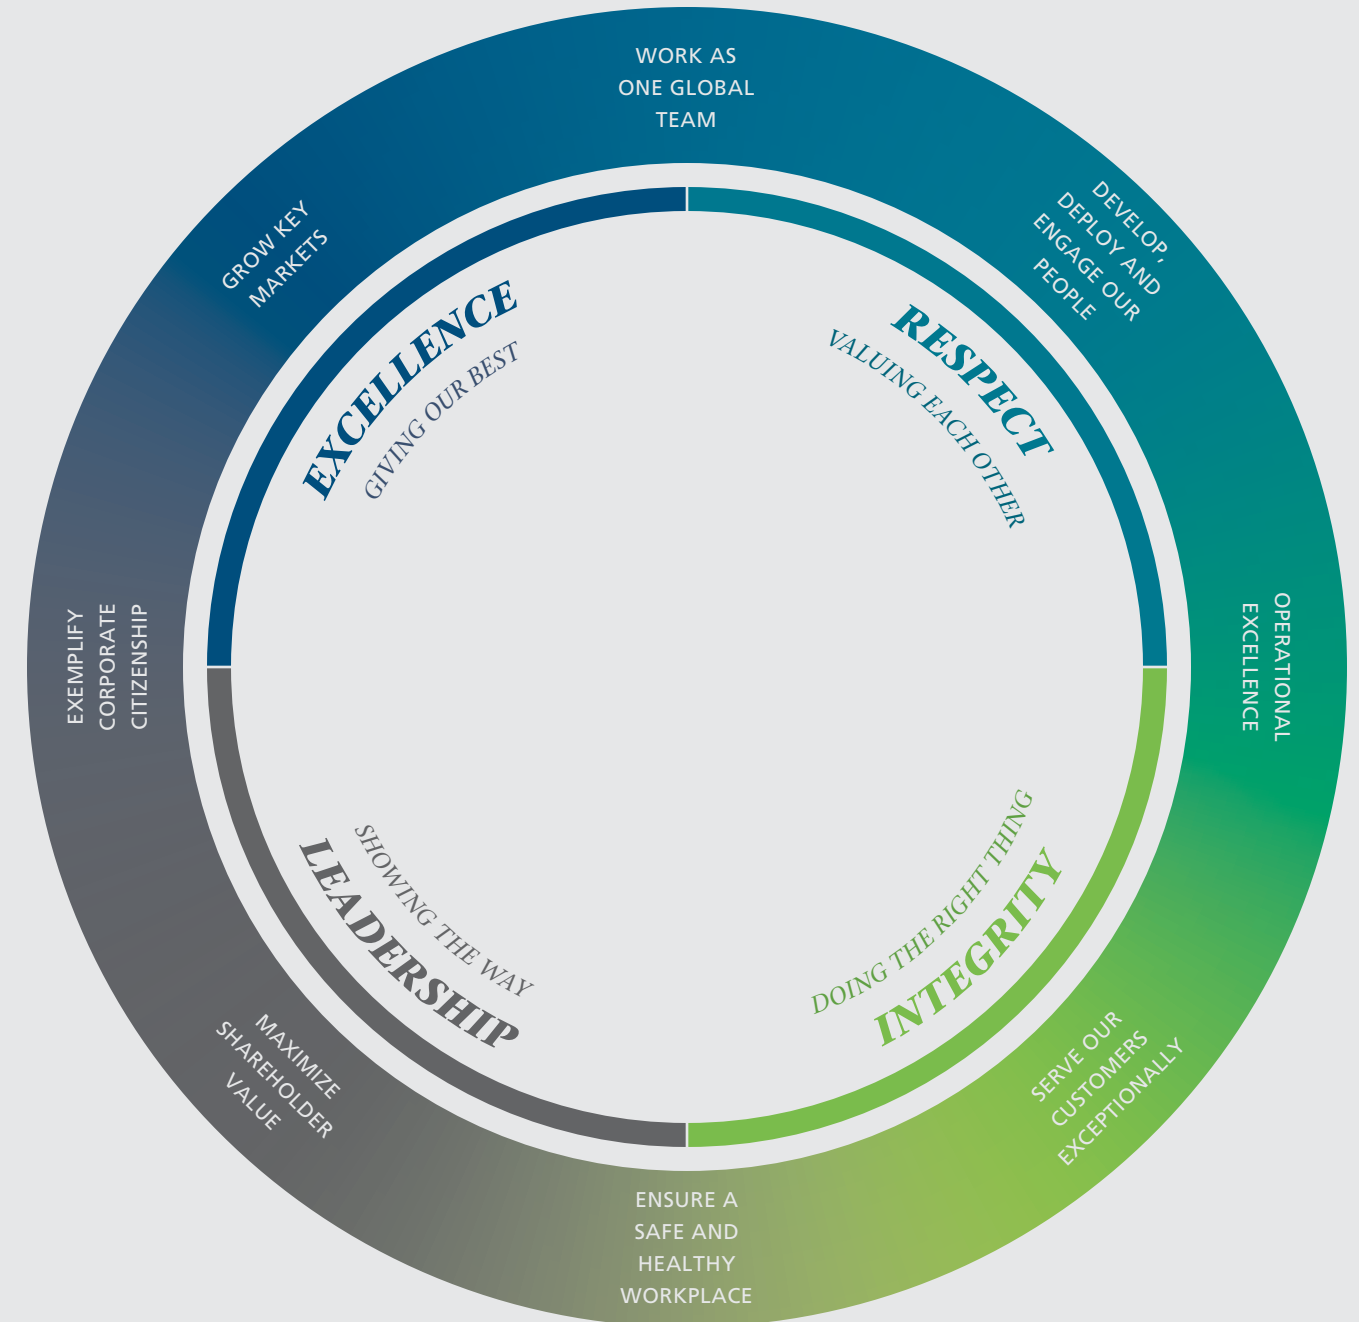 WORK AS
ONE GLOBAL
TEAM
DEVELOP,
DEPLOY AND
ENGAGE OUR
PEOPLE
OPERATIONAL
EXCELLENCE
SERVE OUR
CUSTOMERS
EXCEPTIONALLY
ENSURE A
SAFE AND
HEALTHY
WORKPLACE
MAXIMIZE
SHAREHOLDER
VALUE
EXEMPLIFY
CORPORATE
CITIZENSHIP
GROW KEY
MARKETS
EXCELLENCE
GIVING OUR BEST
RESPECT
VALUING EACH OTHER
DOING THE RIGHT THING
INTEGRITY
SHOWING THE WAY
LEADERSHIP